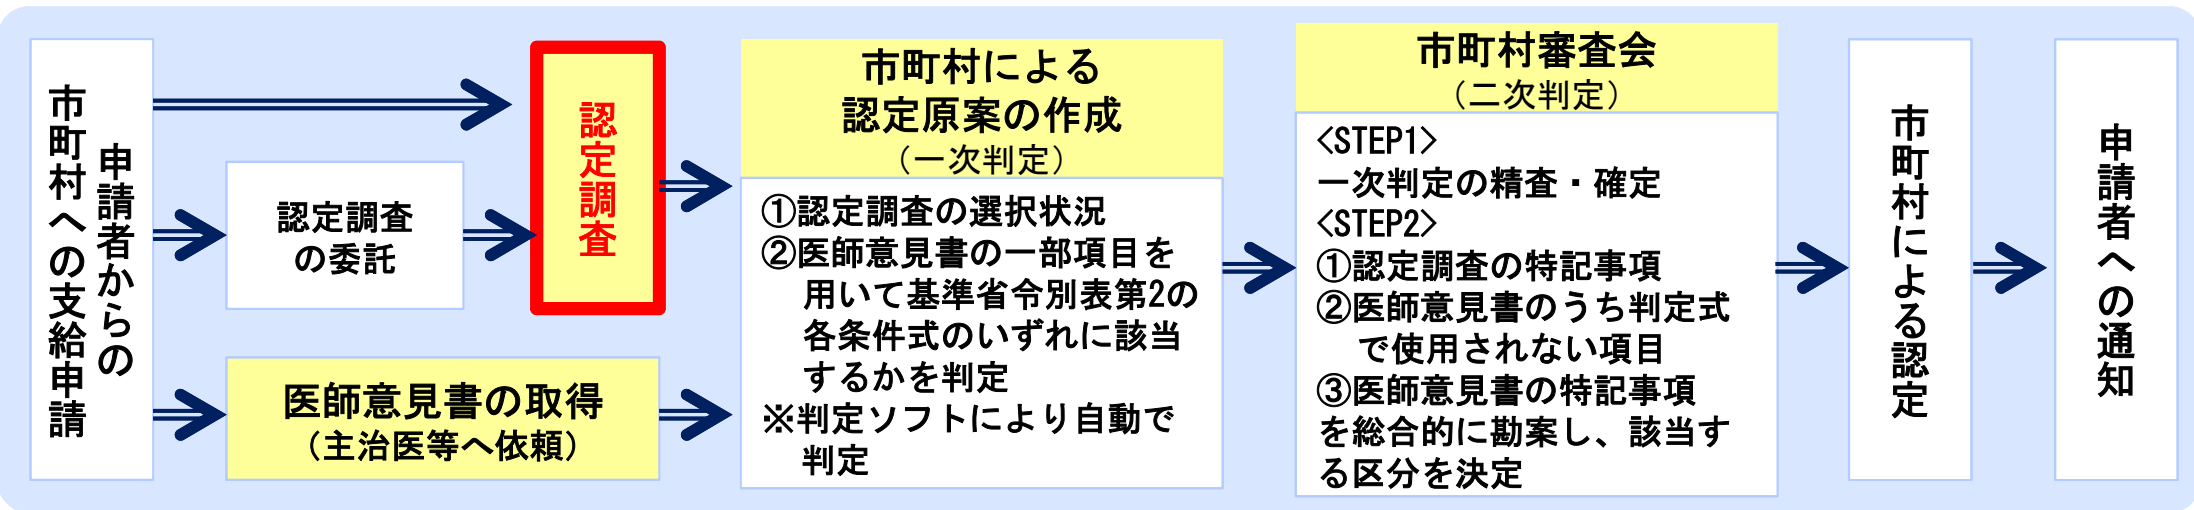 申請者からの
市町村への支給申請
認定調査
の委託
認定調査
医師意見書の取得
(主治医等へ依頼)
市町村による
認定原案の作成
(一次判定)
①認定調査の選択状況
②医師意見書の一部項目を
用いて基準省令別表第2の
各条件式のいずれに該当
するかを判定
※判定ソフトにより自動で
判定
市町村審査会
(二次判定)
<STEP1>
一次判定の精査・確定
<STEP2>
①認定調査の特記事項
②医師意見書のうち判定式
で使用されない項目
③医師意見書の特記事項
を総合的に勘案し、該当す
る区分を決定
市町村による認定
申請者への通知